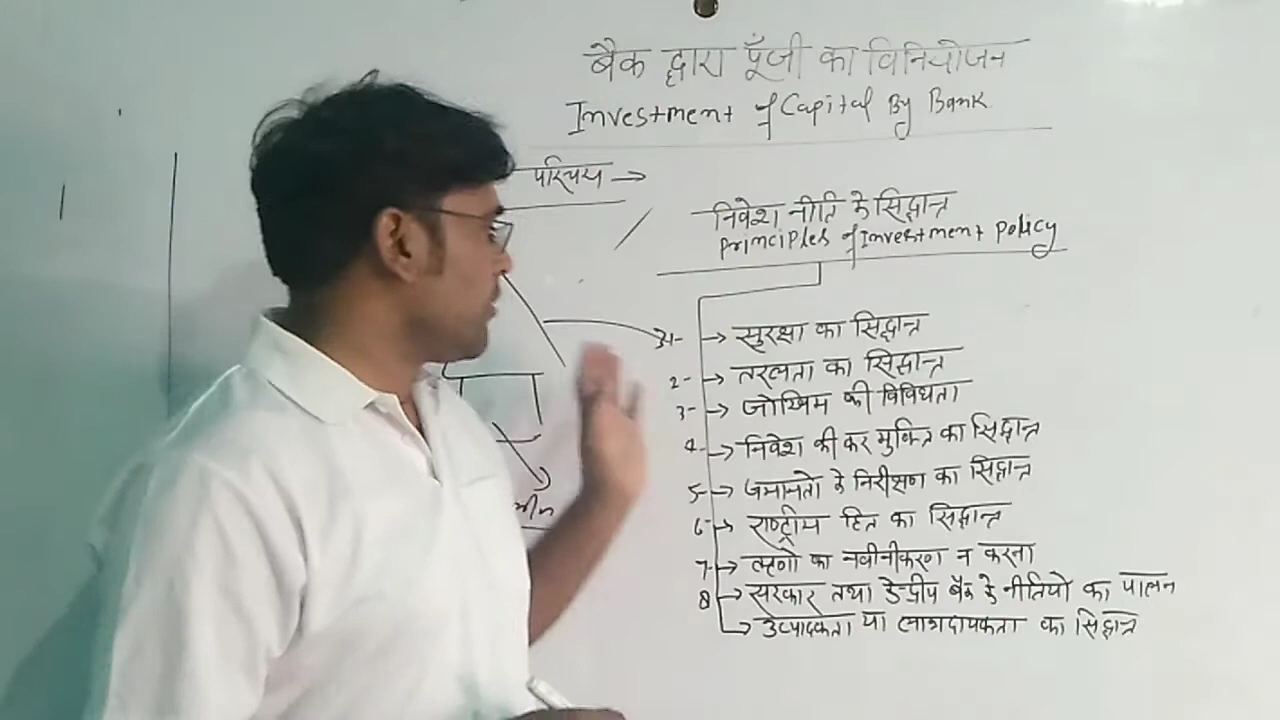 बैंक द्वारा पूँजी का विनियोजन
Investment of Capital By Bank.
परिचय →
निवेश नीति के सिद्धान्त
Principles of Investment Policy
1- → सुरक्षा का सिद्धान्त
2- → तरलता का सिद्धान्त
3- → जोखिम की विविधता
4- → निवेश की कर मुक्ति का सिद्धान्त
5- → जमानतो के निरीक्षण का सिद्धान्त
6- → राष्ट्रीय हित का सिद्धान्त
7- → ऋणो का नवीनीकरण न करना
8 → सरकार तथा केन्द्रीय बैंक के नीतियो का पालन
→ उत्पादकता या लाभदायकता का सिद्धान्त